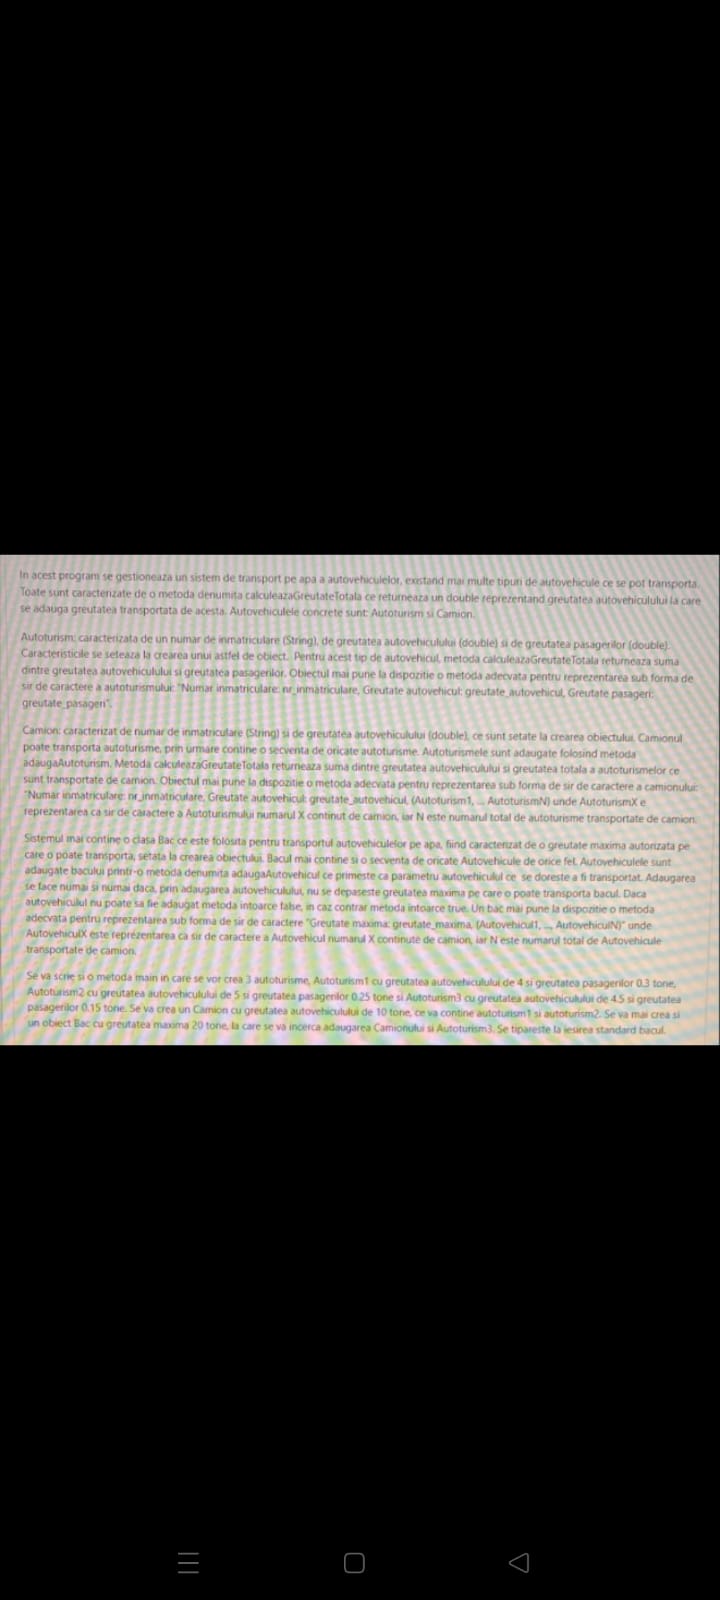 In acest program se gestioneaza un sistem de transport pe apa a autovehiculelor, existand mai multe tipuri de autovehicule ce se pot transporta.
Toate sunt caracterizate de o metoda denumita calculeazaGreutateTotala ce returneaza un double reprezentand greutatea autovehiculului la care
se adauga greutatea transportata de acesta. Autovehiculele concrete sunt: Autoturism si Camion.
Autoturism: caracterizata de un numar de inmatriculare (String), de greutatea autovehiculului (double) si de greutatea pasagerilor (double).
Caracteristicile se seteaza la crearea unui astfel de obiect. Pentru acest tip de autovehicul, metoda calculeazaGreutateTotala returneaza suma
dintre greutatea autovehiculului si greutatea pasagerilor. Obiectul mai pune la dispozitie o metoda adecvata pentru reprezentarea sub forma de
sir de caractere a autoturismului: "Numar inmatriculare: nr_inmatriculare, Greutate autovehicul: greutate_autovehicul, Greutate pasageri:
greutate_pasageri".
Camion: caracterizat de numar de inmatriculare (String) si de greutatea autovehiculului (double), ce sunt setate la crearea obiectului. Camionul
poate transporta autoturisme, prin urmare contine o secventa de oricate autoturisme. Autoturismele sunt adaugate folosind metoda
adaugaAutoturism. Metoda calculeazaGreutateTotala returneaza suma dintre greutatea autovehiculului si greutatea totala a autoturismelor ce
sunt transportate de camion. Obiectul mai pune la dispozitie o metoda adecvata pentru reprezentarea sub forma de sir de caractere a camionului:
"Numar inmatriculare: nr_inmatriculare, Greutate autovehicul: greutate_autovehicul, (Autoturism1, ... AutoturismN) unde AutoturismX e
reprezentarea ca sir de caractere a Autoturismului numarul X continut de camion, iar N este numarul total de autoturisme transportate de camion.
Sistemul mai contine o clasa Bac ce este folosita pentru transportul autovehiculelor pe apa, fiind caracterizat de o greutate maxima autorizata pe
care o poate transporta, setata la crearea obiectului. Bacul mai contine si o secventa de oricate Autovehicule de orice fel. Autovehiculele sunt
adaugate bacului printr-o metoda denumita adaugaAutovehicul ce primeste ca parametru autovehiculul ce se doreste a fi transportat. Adaugarea
se face numai si numai daca, prin adaugarea autovehiculului, nu se depaseste greutatea maxima pe care o poate transporta bacul. Daca
autovehiculul nu poate sa fie adaugat metoda intoarce false, in caz contrar metoda intoarce true. Un bac mai pune la dispozitie o metoda
adecvata pentru reprezentarea sub forma de sir de caractere "Greutate maxima: greutate_maxima, (Autovehicul1, ..., AutovehiculN)" unde
AutovehiculX este reprezentarea ca sir de caractere a Autovehicul numarul X continute de camion, iar N este numarul total de Autovehicule
transportate de camion.
Se va scrie si o metoda main in care se vor crea 3 autoturisme, Autoturism1 cu greutatea autovehiculului de 4 si greutatea pasagerilor 0.3 tone,
Autoturism2 cu greutatea autovehiculului de 5 si greutatea pasagerilor 0.25 tone si Autoturism3 cu greutatea autovehiculului de 4.5 si greutatea
pasagerilor 0.15 tone. Se va crea un Camion cu greutatea autovehiculului de 10 tone, ce va contine autoturism1 si autoturism2. Se va mai crea si
un obiect Bac cu greutatea maxima 20 tone, la care se va incerca adaugarea Camionului si Autoturism3. Se tipareste la iesirea standard bacul.